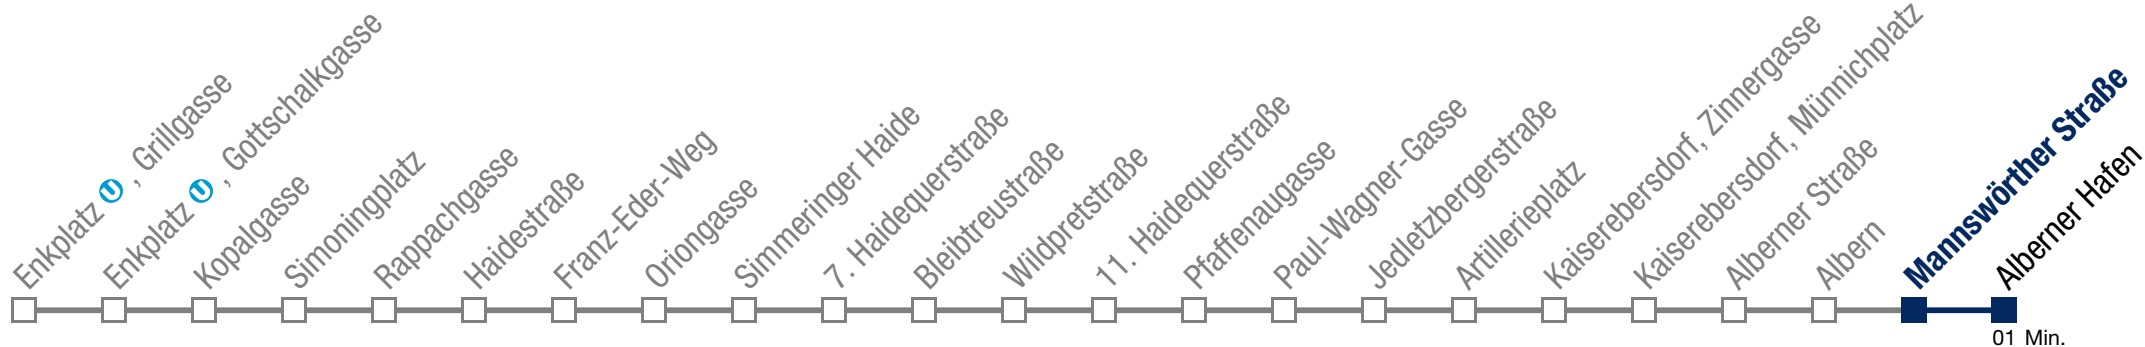 Enkplatz U, Grillgasse
Enkplatz U, Gottschalkgasse
Kopalgasse
Simoningplatz
Rappachgasse
Haidestraße
Franz-Eder-Weg
Oriongasse
Simmeringer Haide
7. Haidequerstraße
Bleibtreustraße
Wildpretstraße
11. Haidequerstraße
Pfaffenaugasse
Paul-Wagner-Gasse
Jedletzbergerstraße
Artillerieplatz
Kaiserebersdorf, Zinnergasse
Kaiserebersdorf, Münnichplatz
Alberner Straße
Albern
Mannswörther Straße
Alberner Hafen
01 Min.